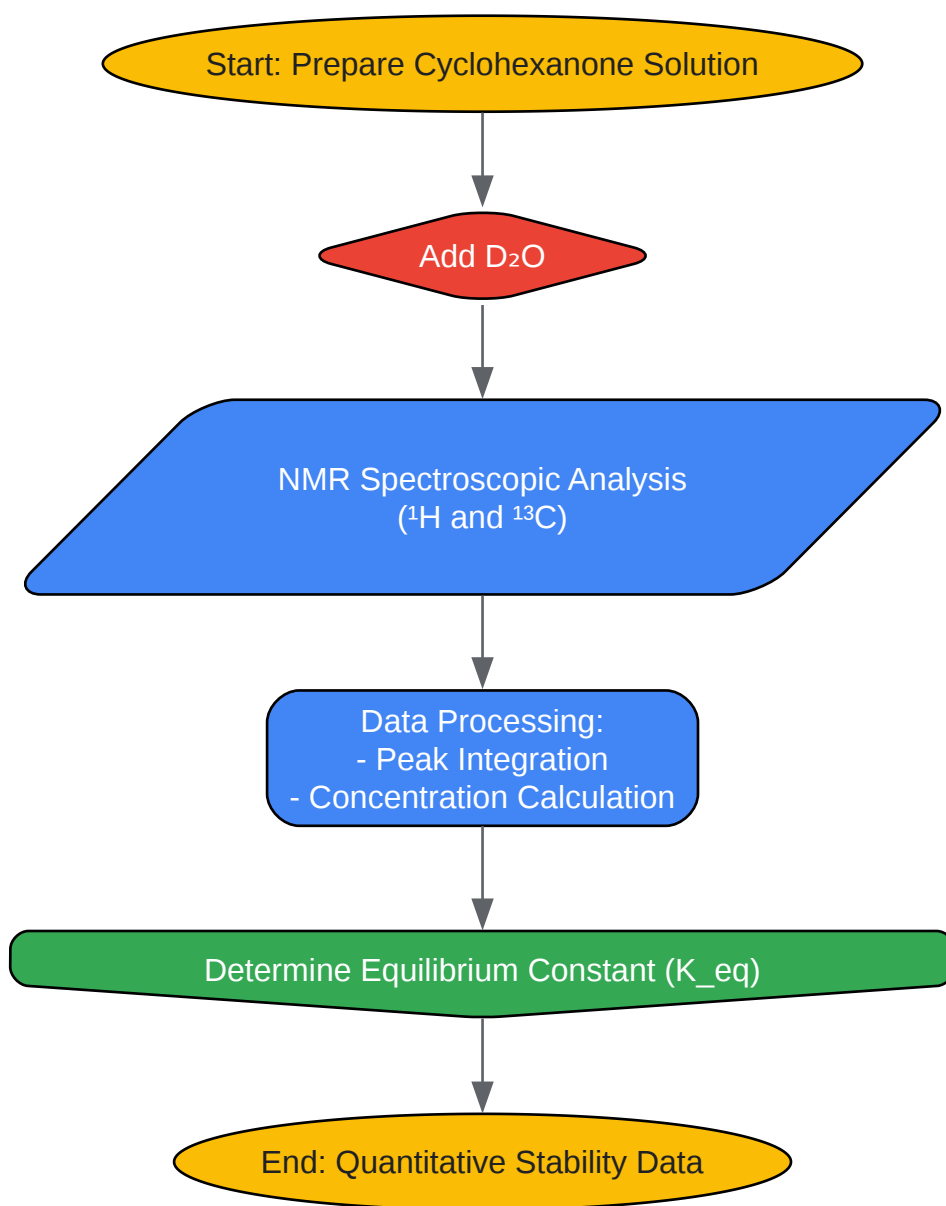 Start: Prepare Cyclohexanone Solution
Add D₂O
NMR Spectroscopic Analysis
(¹H and ¹³C)
Data Processing:
- Peak Integration
- Concentration Calculation
Determine Equilibrium Constant (K_eq)
End: Quantitative Stability Data